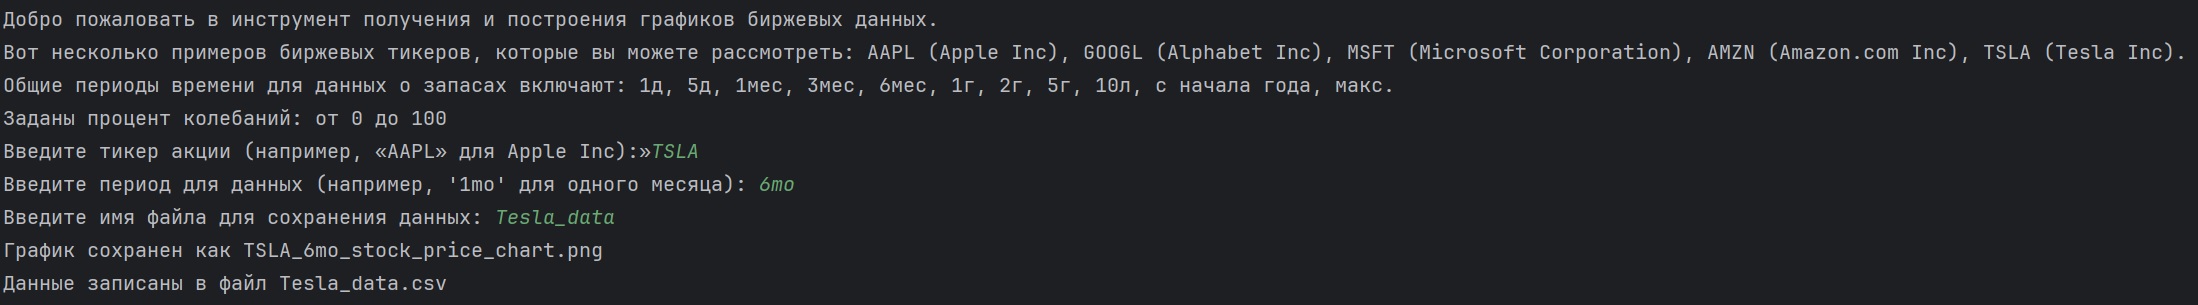 Добро пожаловать в инструмент получения и построения графиков биржевых данных.
Вот несколько примеров биржевых тикеров, которые вы можете рассмотреть: AAPL (Apple Inc), GOOGL (Alphabet Inc), MSFT (Microsoft Corporation), AMZN (Amazon.com Inc), TSLA (Tesla Inc).
Общие периоды времени для данных о запасах включают: 1д, 5д, 1мес, 3мес, 6мес, 1г, 2г, 5г, 10л, с начала года, макс.
Заданы процент колебаний: от 0 до 100
Введите тикер акции (например, «AAPL» для Apple Inc):»TSLA
Введите период для данных (например, '1mo' для одного месяца): 6mo
Введите имя файла для сохранения данных: Tesla_data
График сохранен как TSLA_6mo_stock_price_chart.png
Данные записаны в файл Tesla_data.csv